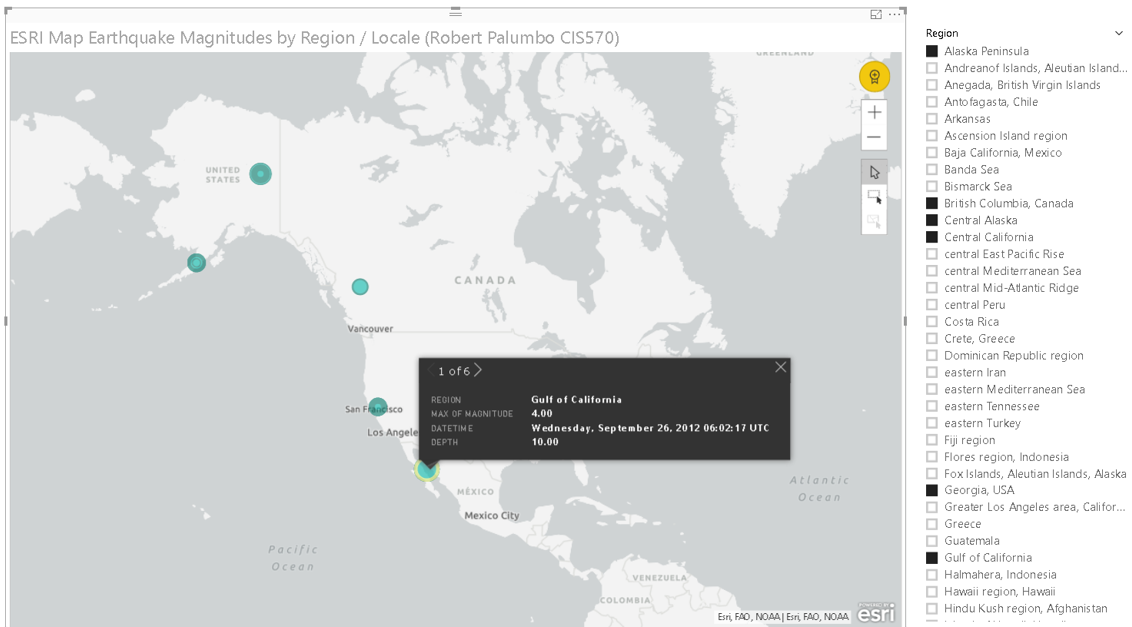 ESRI Map Earthquake Magnitudes by Region / Locale (Robert Palumbo CIS570)
GREENLAND
UNITED
STATES
CANADA
Vancouver
San Francisco
Los Angele
1 of 6
REGION Gulf of California
MAX OF MAGNITUDE 4.00
DATETIME Wednesday, September 26, 2012 06:02:17 UTC
DEPTH 10.00
MÉXICO
Mexico City
Atlantic
Ocean
Pacific
Ocean
VENEZUELA
COLOMBIA
Esri, FAO, NOAA | Esri, FAO, NOAA
POWERED BY
esri
Region
Alaska Peninsula
Andreanof Islands, Aleutian Island...
Anegada, British Virgin Islands
Antofagasta, Chile
Arkansas
Ascension Island region
Baja California, Mexico
Banda Sea
Bismarck Sea
British Columbia, Canada
Central Alaska
Central California
central East Pacific Rise
central Mediterranean Sea
central Mid-Atlantic Ridge
central Peru
Costa Rica
Crete, Greece
Dominican Republic region
eastern Iran
eastern Mediterranean Sea
eastern Tennessee
eastern Turkey
Fiji region
Flores region, Indonesia
Fox Islands, Aleutian Islands, Alaska
Georgia, USA
Greater Los Angeles area, Califor...
Greece
Guatemala
Gulf of California
Halmahera, Indonesia
Hawaii region, Hawaii
Hindu Kush region, Afghanistan